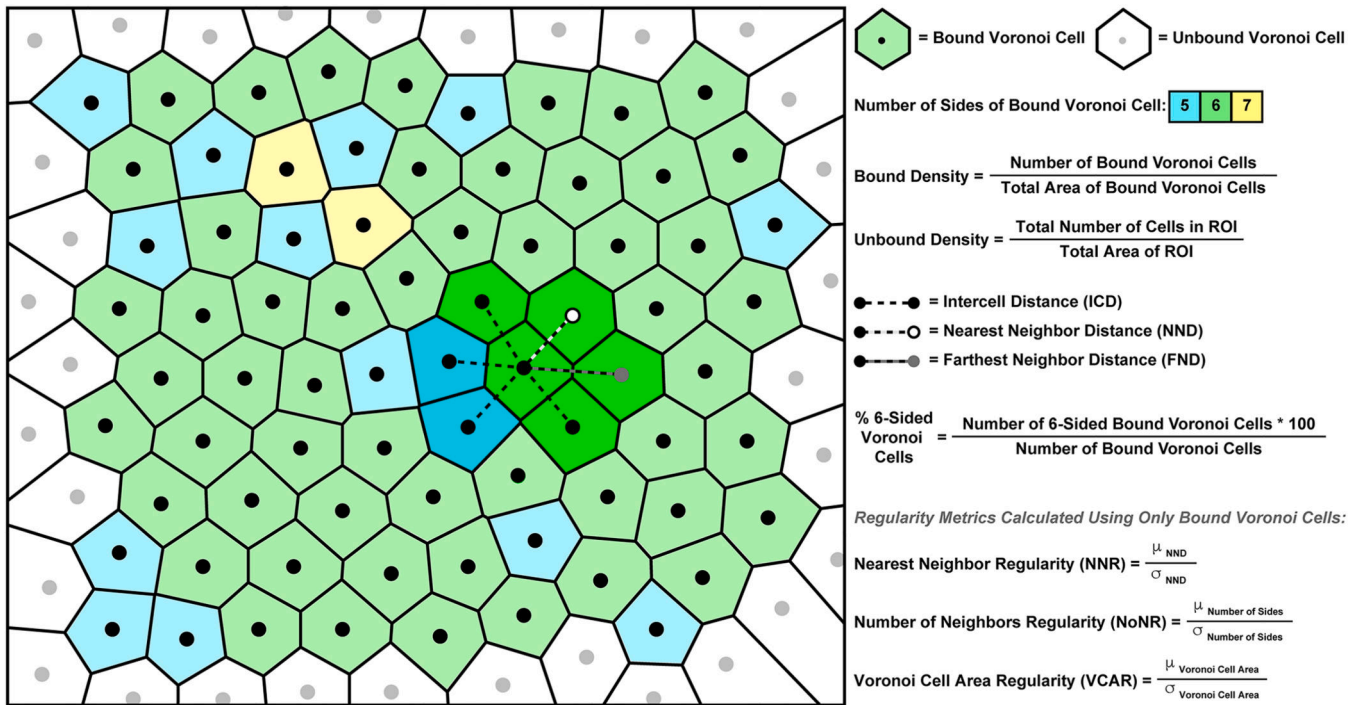 = Bound Voronoi Cell
= Unbound Voronoi Cell
Number of Sides of Bound Voronoi Cell: 5 6 7
Bound Density = Number of Bound Voronoi Cells
Total Area of Bound Voronoi Cells
Unbound Density = Total Number of Cells in ROI
Total Area of ROI
= Intercell Distance (ICD)
= Nearest Neighbor Distance (NND)
= Farthest Neighbor Distance (FND)
% 6-Sided
Voronoi
Cells
= Number of 6-Sided Bound Voronoi Cells * 100
Number of Bound Voronoi Cells
Regularity Metrics Calculated Using Only Bound Voronoi Cells:
Nearest Neighbor Regularity (NNR) = μ NND
σ NND
Number of Neighbors Regularity (NoNR) = μ Number of Sides
σ Number of Sides
Voronoi Cell Area Regularity (VCAR) = μ Voronoi Cell Area
σ Voronoi Cell Area